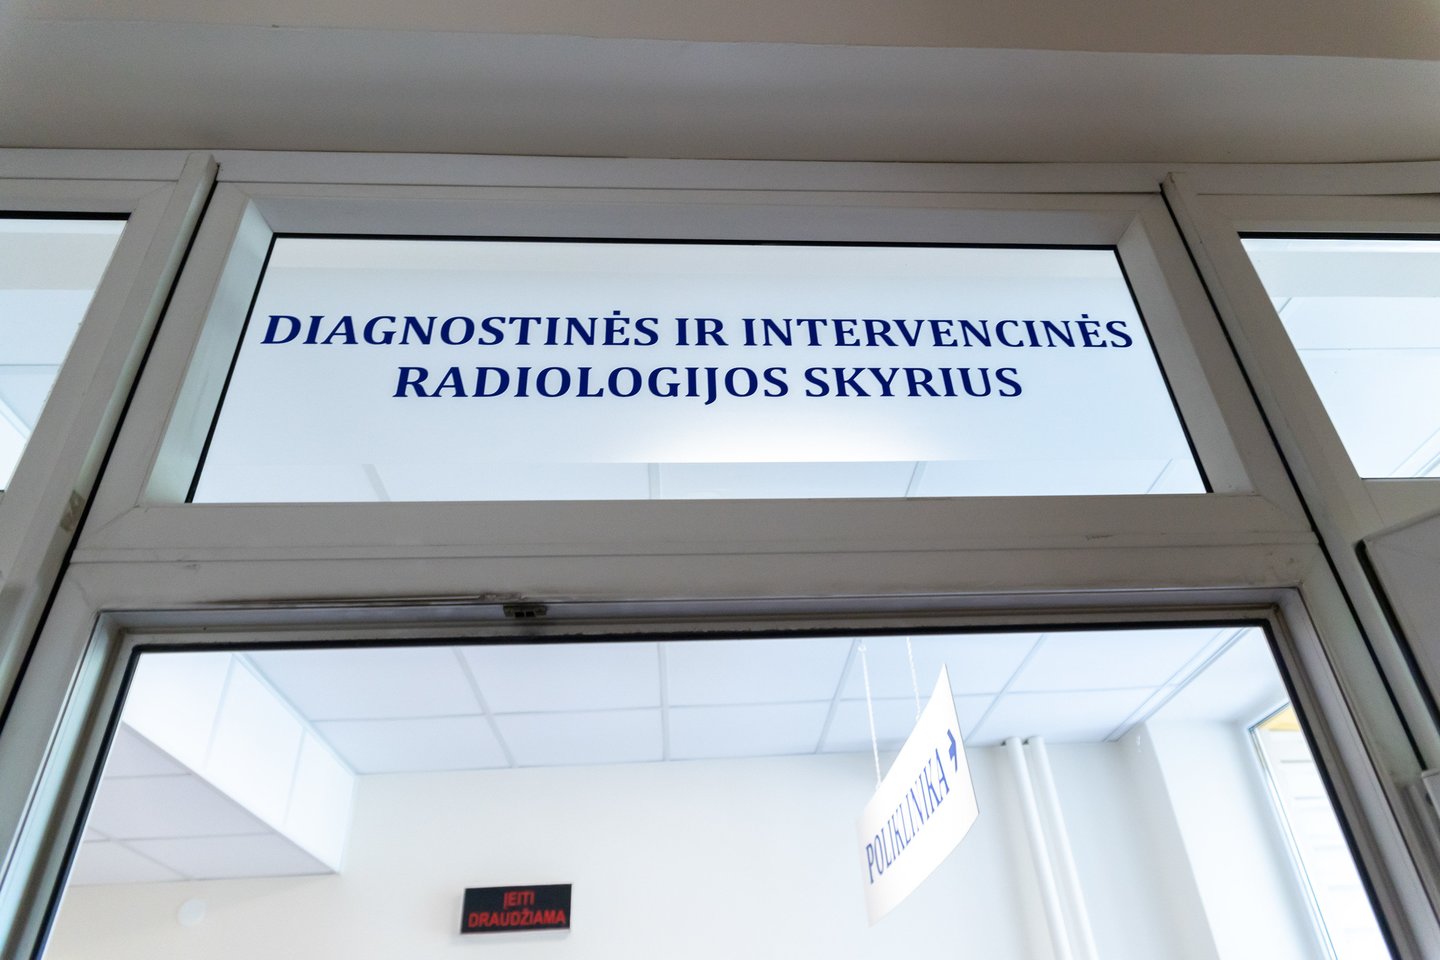 DIAGNOSTINĖS IR INTERVENCINĖS
RADIOLOGIJOS SKYRIUS
POLIKLINIKA →
ĮEITI
DRAUDŽIAMA